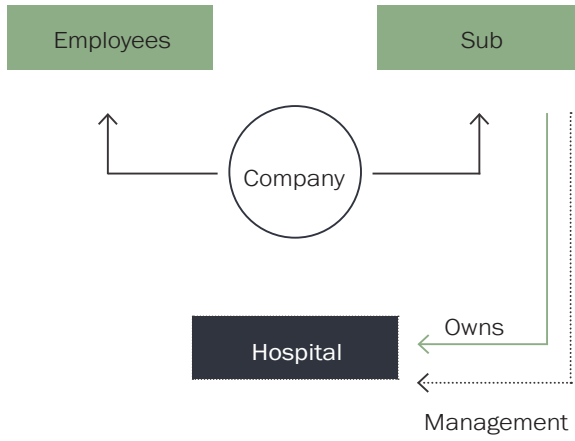 Employees
Sub
Company
Owns
Hospital
Management